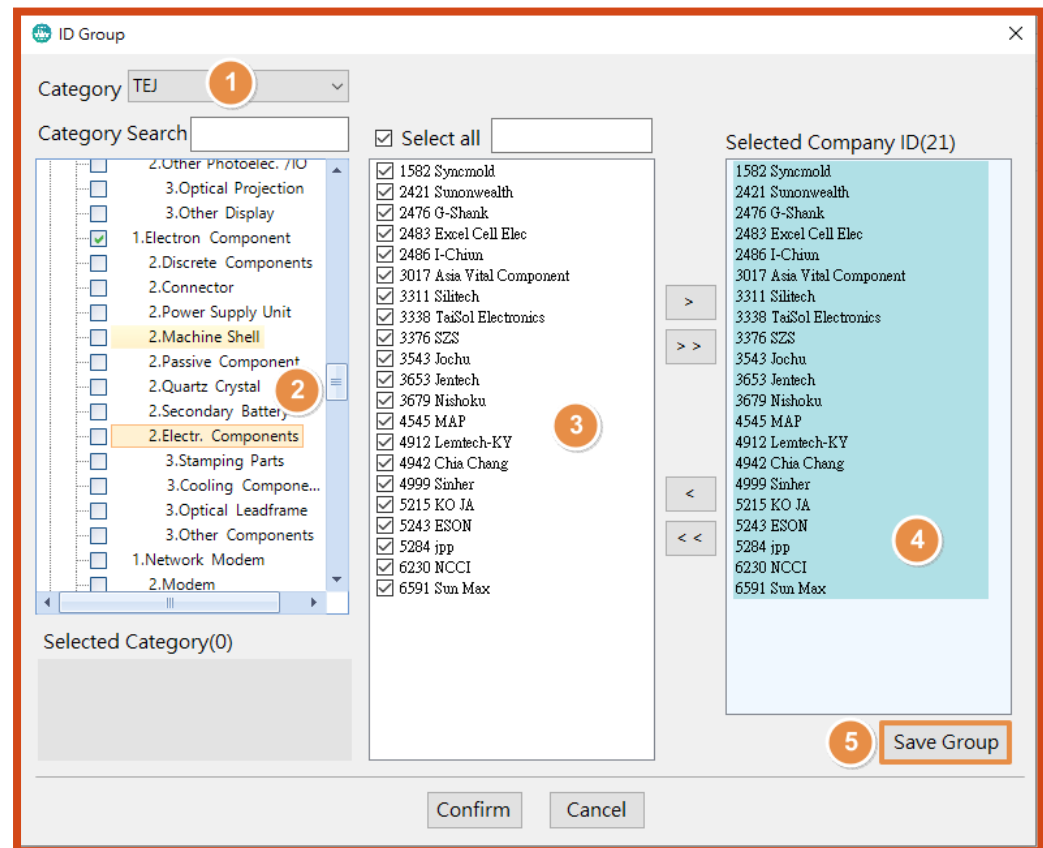 ID Group
Category TEJ 1
Category Search
2.Other Photoelec. /IO
3.Optical Projection
3.Other Display
1.Electron Component
2.Discrete Components
2.Connector
2.Power Supply Unit
2.Machine Shell
2.Passive Component
2.Quartz Crystal
2.Secondary Battery
2.Electr. Components
3.Stamping Parts
3.Cooling Compone...
3.Optical Leadframe
3.Other Components
1.Network Modem
2.Modem
2
Selected Category(0)
Select all
1582 Syncmold
2421 Sunonwealth
2476 G-Shank
2483 Excel Cell Elec
2486 I-Chiun
3017 Asia Vital Component
3311 Silitech
3338 TaiSol Electronics
3376 SZS
3543 Jochu
3653 Jentech
3679 Nishoku
4545 MAP
4912 Lemtech-KY
4942 Chia Chang
4999 Sinher
5215 KO JA
5243 ESON
5284 jpp
6230 NCCI
6591 Sun Max
3
>
> >
<
< <
Selected Company ID(21)
1582 Syncmold
2421 Sunonwealth
2476 G-Shank
2483 Excel Cell Elec
2486 I-Chiun
3017 Asia Vital Component
3311 Silitech
3338 TaiSol Electronics
3376 SZS
3543 Jochu
3653 Jentech
3679 Nishoku
4545 MAP
4912 Lemtech-KY
4942 Chia Chang
4999 Sinher
5215 KO JA
5243 ESON
5284 jpp
6230 NCCI
6591 Sun Max
4
5 Save Group
Confirm Cancel